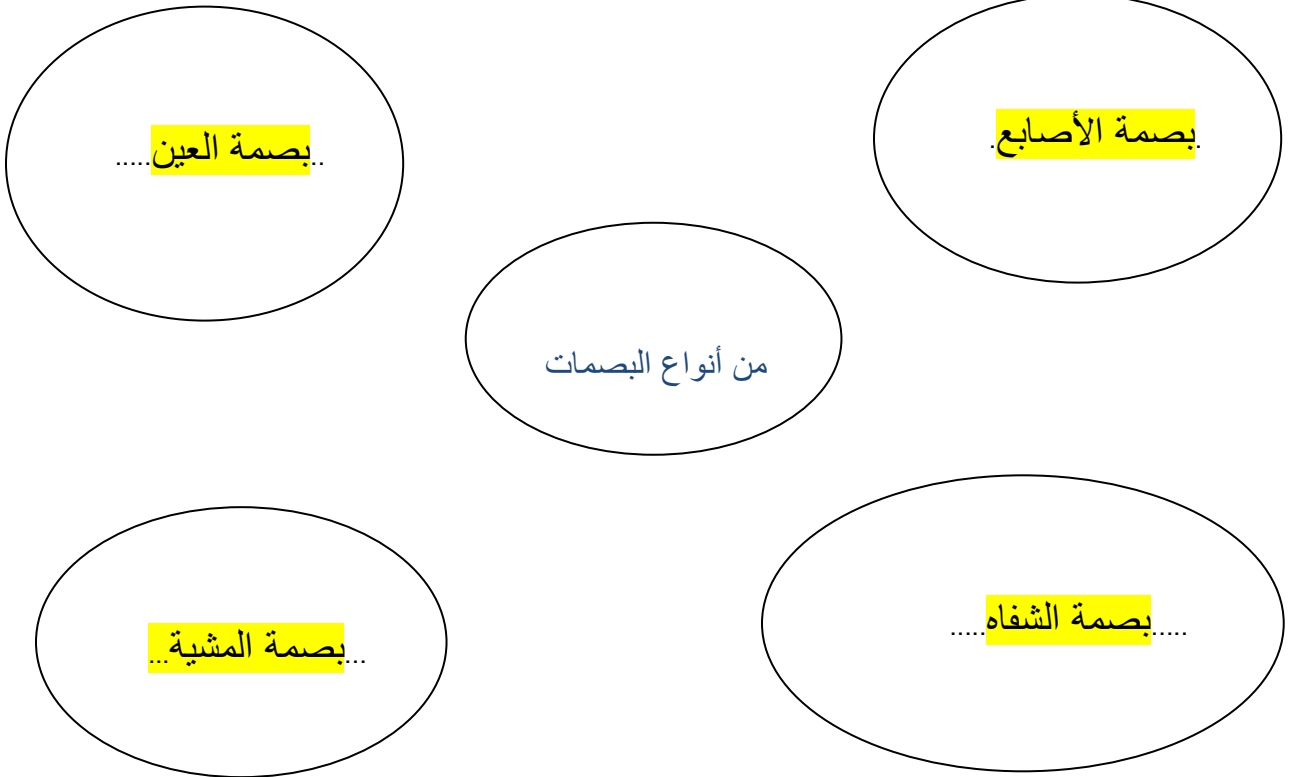 .بصمة الأصابع.
..بصمة العين.....
من أنواع البصمات
.....بصمة الشفاه.....
...بصمة المشية...